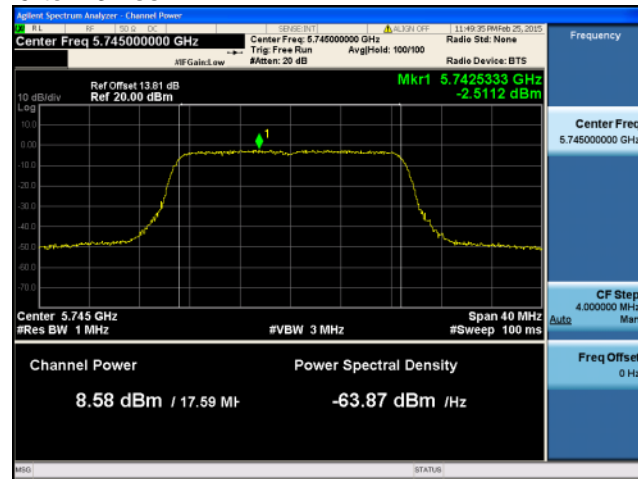 Agilent Spectrum Analyzer - Channel Power
RL RF 50 Ω DC SENSE:INT ALIGN OFF 11:49:35 PM Feb 25, 2015
Center Freq 5.745000000 GHz
Center Freq: 5.745000000 GHz
Radio Std: None
Frequency
Trig: Free Run Avg|Hold: 100/100
#IFGain:Low #Atten: 20 dB Radio Device: BTS
Mkr1 5.7425333 GHz
-2.5112 dBm
Ref Offset 13.81 dB
10 dB/div Ref 20.00 dBm
Log
10.0
0.00
-10.0
-20.0
-30.0
-40.0
-50.0
-60.0
-70.0
1
Center Freq
5.745000000 GHz
CF Step
4.000000 MHz
Auto Man
Freq Offset
0 Hz
Center 5.745 GHz Span 40 MHz
#Res BW 1 MHz #VBW 3 MHz #Sweep 100 ms
Channel Power Power Spectral Density
8.58 dBm / 17.59 MH -63.87 dBm /Hz
MSG STATUS